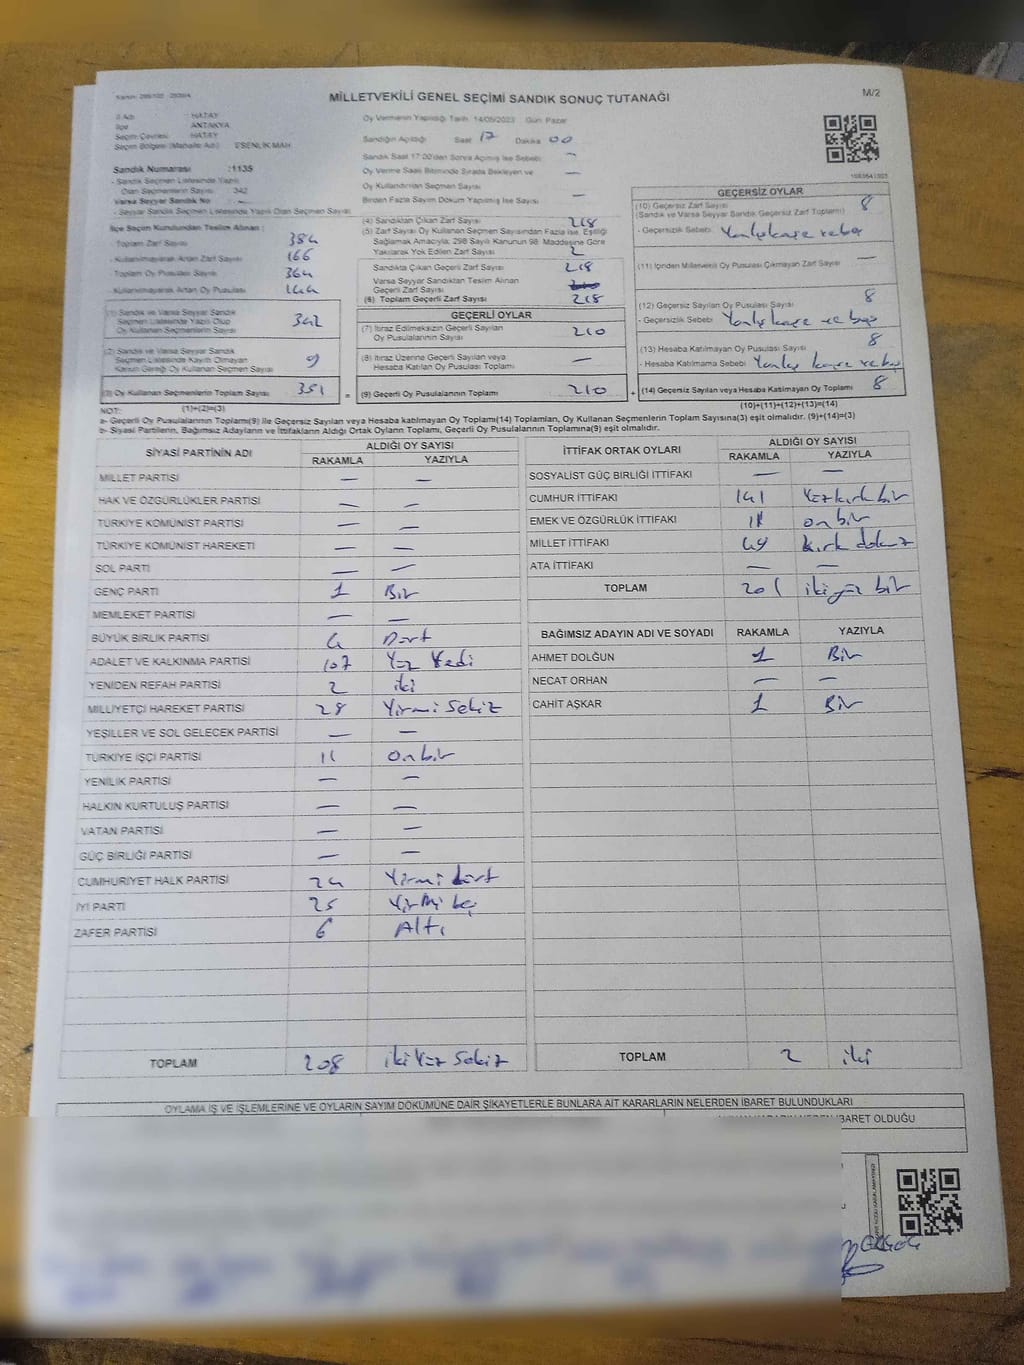 MİLLETVEKİLİ GENEL SEÇİMİ SANDIK SONUÇ TUTANAĞI
M/2
İl Adı : HATAY
İlçe : ANTAKYA
Seçim Çevresi : HATAY
Seçim Bölgesi (Mahalle Adı) : ESENLİK MAH
Sandık Numarası :1135
- Sandık Seçmen Listesinde Yazılı
Olan Seçmenlerin Sayısı : 342
Varsa Seyyar Sandık No
- Seyyar Sandık Seçmen Listesinde Yazılı Olan Seçmen Sayısı
İlçe Seçim Kurulundan Teslim Alınan :
- Toplam Zarf Sayısı
- Kullanılmayarak Artan Zarf Sayısı 166
Toplam Oy Pusulası Sayısı
Kullanılmayarak Artan Oy Pusulası
(1) Sandık ve Varsa Seyyar Sandık
Seçmen Listesinde Yazılı Olup
Oy Kullanan Seçmenlerin Sayısı 342
(2) Sandık ve Varsa Seyyar Sandık
Seçmen Listesinde Kayıtlı Olmayan
Kanun Gereği Oy Kullanan Seçmen Sayısı 9
(3) Oy Kullanan Seçmenlerin Toplam Sayısı 351
Oy Vermenin Yapıldığı Tarih: 14/05/2023 Gün: Pazar
Sandığın Açıldığı Saat 17 Dakika 00
Sandık Saat 17:00'den Sonra Açılmış İse Sebebi: —
Oy Verme Saati Bitiminde Sırada Bekleyen ve —
Oy Kullandırılan Seçmen Sayısı
Birden Fazla Sayım Döküm Yapılmış İse Sayısı —
(4) Sandıktan Çıkan Zarf Sayısı 218
(5) Zarf Sayısı Oy Kullanan Seçmen Sayısından Fazla ise, Eşitliği
Sağlamak Amacıyla, 298 Sayılı Kanunun 98. Maddesine Göre
Yakılarak Yok Edilen Zarf Sayısı 2
Sandıkta Çıkan Geçerli Zarf Sayısı 218
Varsa Seyyar Sandıktan Teslim Alınan
Geçerli Zarf Sayısı
(6) Toplam Geçerli Zarf Sayısı 218
GEÇERLİ OYLAR
(7) İtiraz Edilmeksizin Geçerli Sayılan
Oy Pusulalarının Sayısı 210
(8) İtiraz Üzerine Geçerli Sayılan veya
Hesaba Katılan Oy Pusulası Toplamı —
= (9) Geçerli Oy Pusulalarının Toplamı 210 +
GEÇERSİZ OYLAR
(10) Geçersiz Zarf Sayısı 8
(Sandık ve Varsa Seyyar Sandık Geçersiz Zarf Toplamı)
- Geçersizlik Sebebi:
(11) İçinden Milletvekili Oy Pusulası Çıkmayan Zarf Sayısı —
(12) Geçersiz Sayılan Oy Pusulası Sayısı 8
- Geçersizlik Sebebi
(13) Hesaba Katılmayan Oy Pusulası Sayısı 8
- Hesaba Katılmama Sebebi
(14) Geçersiz Sayılan veya Hesaba Katılmayan Oy Toplamı 8
NOT: (1)+(2)=(3)
(10)+(11)+(12)+(13)=(14)
a- Geçerli Oy Pusulalarının Toplamı(9) ile Geçersiz Sayılan veya Hesaba katılmayan Oy Toplamı(14) Toplamları, Oy Kullanan Seçmenlerin Toplam Sayısına(3) eşit olmalıdır. (9)+(14)=(3)
b- Siyasi Partilerin, Bağımsız Adayların ve İttifakların Aldığı Ortak Oyların Toplamı, Geçerli Oy Pusulalarının Toplamına(9) eşit olmalıdır.
SİYASİ PARTİNİN ADI ALDIĞI OY SAYISI
RAKAMLA YAZIYLA
MİLLET PARTİSİ — —
HAK VE ÖZGÜRLÜKLER PARTİSİ — —
TÜRKİYE KOMÜNİST PARTİSİ — —
TÜRKİYE KOMÜNİST HAREKETİ — —
SOL PARTİ — —
GENÇ PARTİ 1 Bir
MEMLEKET PARTİSİ — —
BÜYÜK BİRLİK PARTİSİ 4 Dört
ADALET VE KALKINMA PARTİSİ 107 Yüz Yedi
YENİDEN REFAH PARTİSİ 2 iki
MİLLİYETÇİ HAREKET PARTİSİ 28 Yirmi Sekiz
YEŞİLLER VE SOL GELECEK PARTİSİ — —
TÜRKİYE İŞÇİ PARTİSİ 11 On bir
YENİLİK PARTİSİ — —
HALKIN KURTULUŞ PARTİSİ — —
VATAN PARTİSİ — —
GÜÇ BİRLİĞİ PARTİSİ — —
CUMHURİYET HALK PARTİSİ 24 Yirmi dört
İYİ PARTİ 25 Yirmi beş
ZAFER PARTİSİ 6 Altı
TOPLAM 208 iki Yüz Sekiz
İTTİFAK ORTAK OYLARI ALDIĞI OY SAYISI
RAKAMLA YAZIYLA
SOSYALİST GÜÇ BİRLİĞİ İTTİFAKI — —
CUMHUR İTTİFAKI 141 Yüz kırk bir
EMEK VE ÖZGÜRLÜK İTTİFAKI 11 on bir
MİLLET İTTİFAKI 49 kırk dokuz
ATA İTTİFAKI — —
TOPLAM 201 iki yüz bir
BAĞIMSIZ ADAYIN ADI VE SOYADI RAKAMLA YAZIYLA
AHMET DOLĞUN 1 Bir
NECAT ORHAN — —
CAHİT AŞKAR 1 Bir
TOPLAM 2 iki
OYLAMA İŞ VE İŞLEMLERİNE VE OYLARIN SAYIM DÖKÜMÜNE DAİR ŞİKAYETLERLE BUNLARA AİT KARARLARIN NELERDEN İBARET BULUNDUKLARI
İBARET OLDUĞU